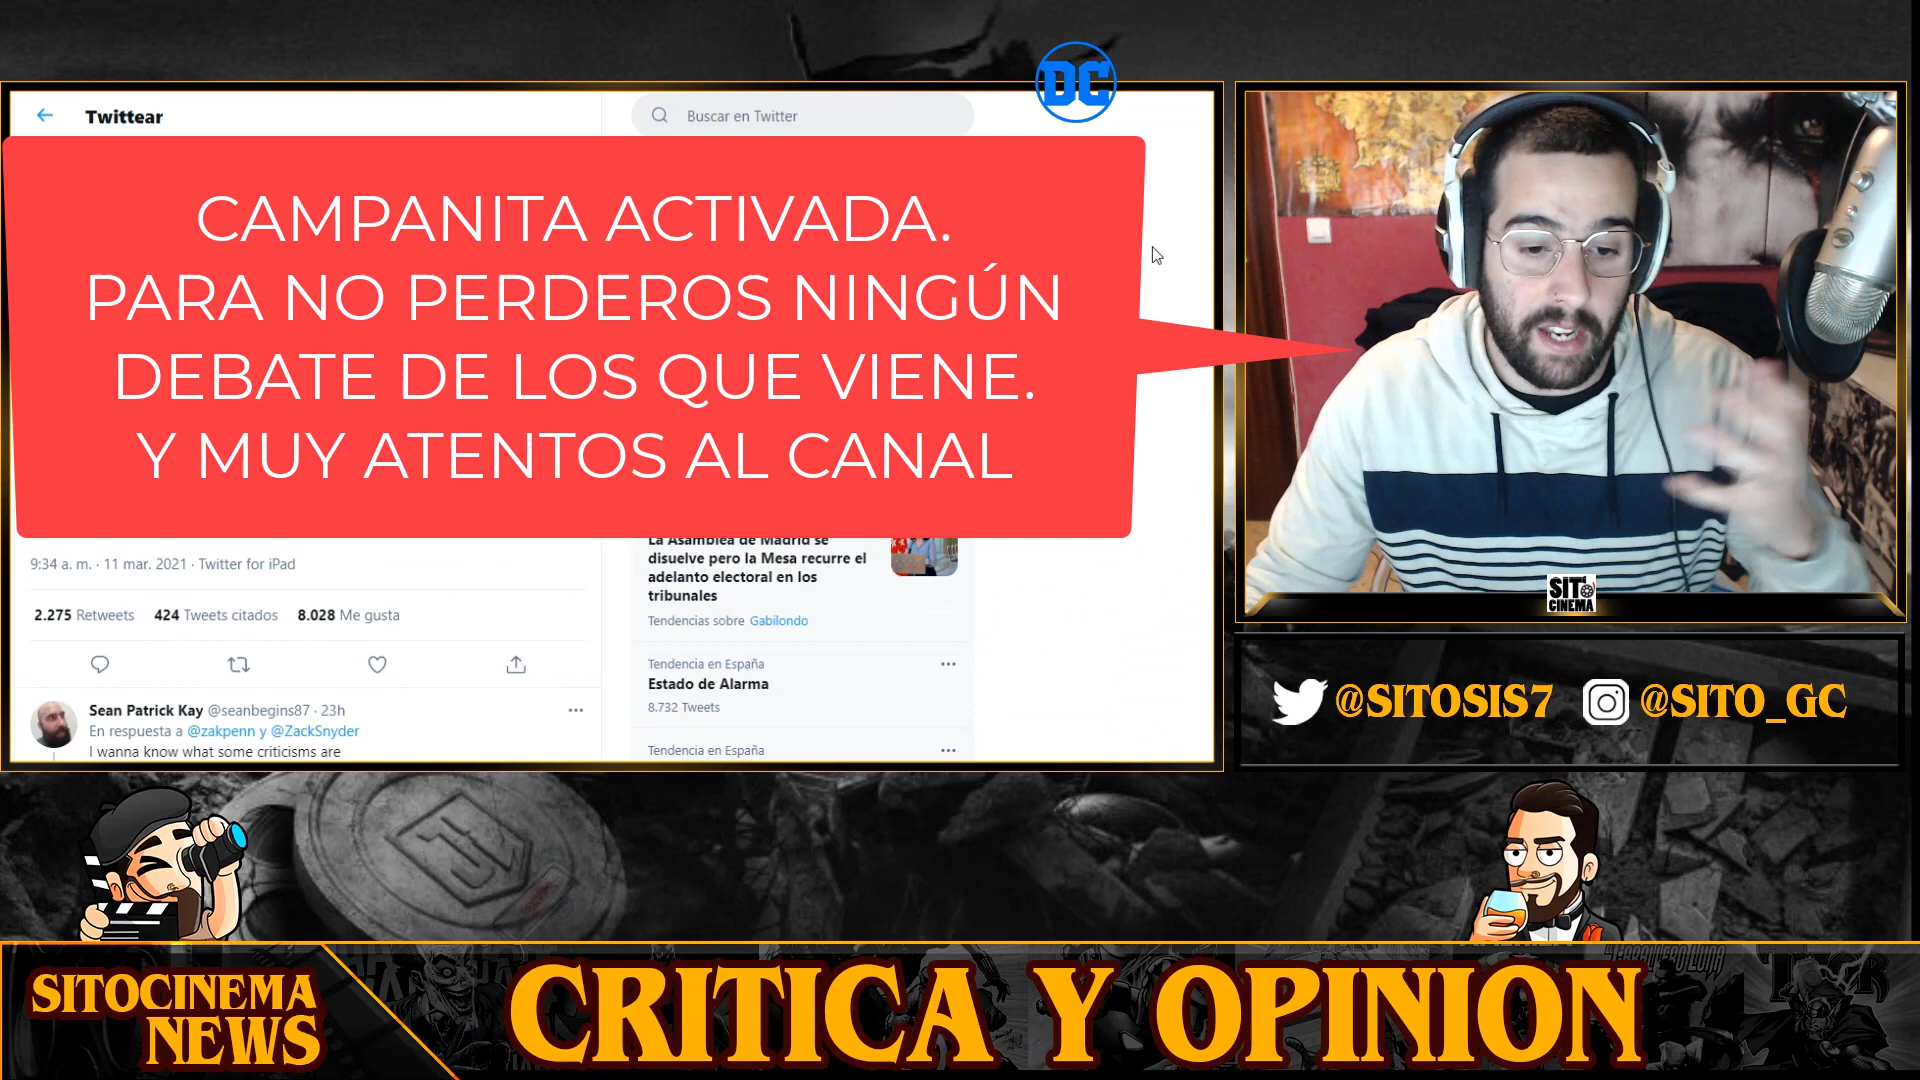 DC
Twittear
Buscar en Twitter
CAMPANITA ACTIVADA.
PARA NO PERDEROS NINGÚN
DEBATE DE LOS QUE VIENE.
Y MUY ATENTOS AL CANAL
La Asamblea de Madrid se
disuelve pero la Mesa recurre el
adelanto electoral en los
tribunales
Tendencias sobre Gabilondo
9:34 a. m. · 11 mar. 2021 · Twitter for iPad
2.275 Retweets 424 Tweets citados 8.028 Me gusta
Tendencia en España
Estado de Alarma
8.732 Tweets
Tendencia en España
Sean Patrick Kay @seanbegins87 · 23h
En respuesta a @zakpenn y @ZackSnyder
I wanna know what some criticisms are
SITO
CINEMA
@SITOSIS7 @SITO_GC
SITOCINEMA
NEWS
CRITICA Y OPINION